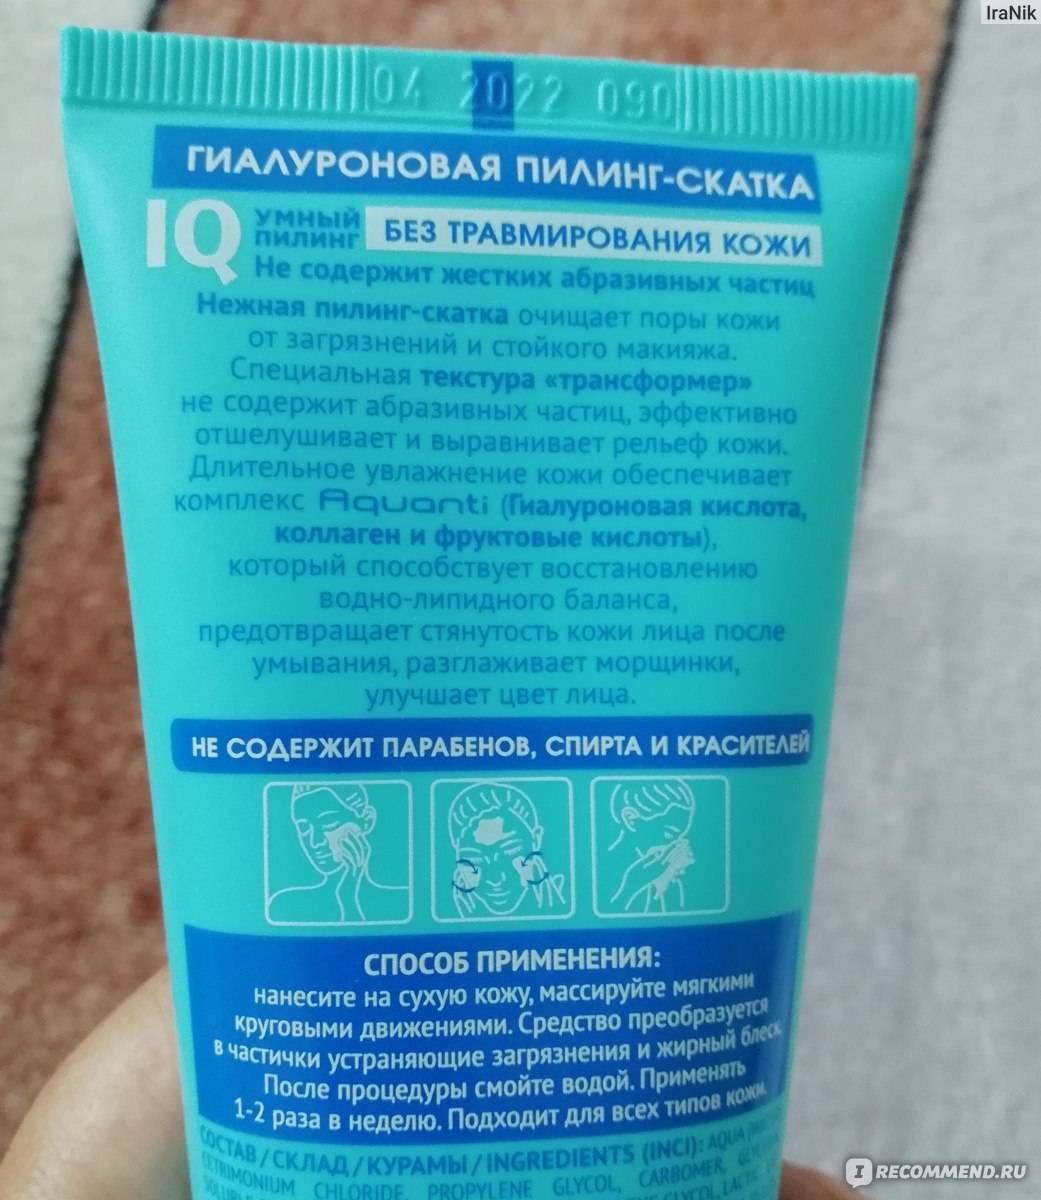 IraNik
04 2022 090
ГИАЛУРОНОВАЯ ПИЛИНГ-СКАТКА
IQ УМНЫЙ ПИЛИНГ БЕЗ ТРАВМИРОВАНИЯ КОЖИ
Не содержит жестких абразивных частиц
Нежная пилинг-скатка очищает поры кожи
от загрязнений и стойкого макияжа.
Специальная текстура «трансформер»
не содержит абразивных частиц, эффективно
отшелушивает и выравнивает рельеф кожи.
Длительное увлажнение кожи обеспечивает
комплекс Aquanti (Гиалуроновая кислота,
коллаген и фруктовые кислоты),
который способствует восстановлению
водно-липидного баланса,
предотвращает стянутость кожи лица после
умывания, разглаживает морщинки,
улучшает цвет лица.
НЕ СОДЕРЖИТ ПАРАБЕНОВ, СПИРТА И КРАСИТЕЛЕЙ
СПОСОБ ПРИМЕНЕНИЯ:
нанесите на сухую кожу, массируйте мягкими
круговыми движениями. Средство преобразуется
в частички устраняющие загрязнения и жирный блеск.
После процедуры смойте водой. Применять
1-2 раза в неделю. Подходит для всех типов кожи.
СОСТАВ / СКЛАД / КУРАМЫ / INGREDIENTS (INCI): AQUA
CETRIMONIUM CHLORIDE, PROPYLENE GLYCOL, CARBOMER,
IRECOMMEND.RU